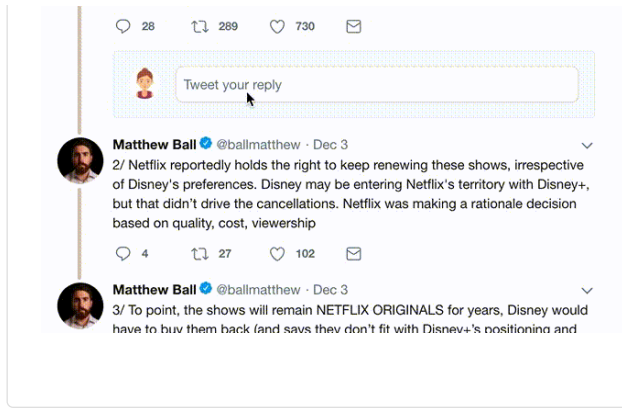 28 289 730
Tweet your reply
Matthew Ball @ballmatthew · Dec 3
2/ Netflix reportedly holds the right to keep renewing these shows, irrespective
of Disney's preferences. Disney may be entering Netflix's territory with Disney+,
but that didn't drive the cancellations. Netflix was making a rationale decision
based on quality, cost, viewership
4 27 102
Matthew Ball @ballmatthew · Dec 3
3/ To point, the shows will remain NETFLIX ORIGINALS for years, Disney would
have to buy them back (and says they don't fit with Disney+'s positioning and